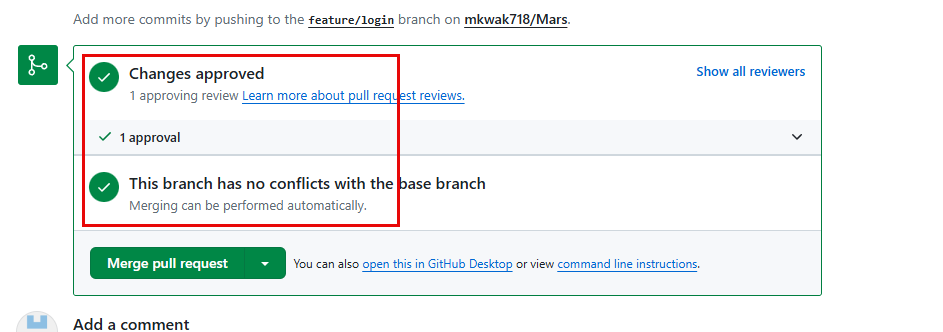 Add more commits by pushing to the feature/login branch on mkwak718/Mars.
Changes approved
Show all reviewers
1 approving review Learn more about pull request reviews.
1 approval
This branch has no conflicts with the base branch
Merging can be performed automatically.
Merge pull request
You can also open this in GitHub Desktop or view command line instructions.
Add a comment